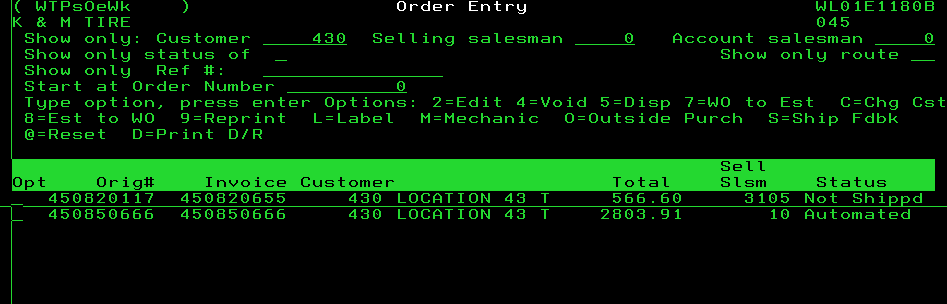 ( WTPsOeWk    )    Order Entry    WL01E1180B
K & M TIRE    045
Show only: Customer    430  Selling salesman    0  Account salesman    0
Show only status of _    Show only route __
Show only  Ref #:
Start at Order Number    0
Type option, press enter Options: 2=Edit 4=Void 5=Disp 7=WO to Est  C=Chg Cst
8=Est to WO  9=Reprint  L=Label  M=Mechanic  O=Outside Purch  S=Ship Fdbk
@=Reset  D=Print D/R
Sell
Opt    Orig#    Invoice Customer    Total    Slsm    Status
_  450820117  450820655    430 LOCATION 43 T    566.60    3105 Not Shippd
_  450850666  450850666    430 LOCATION 43 T    2803.91    10 Automated